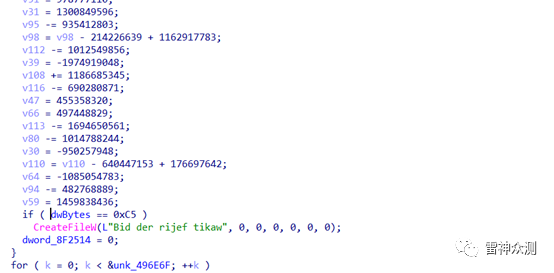 v31 = 1300849596;
v95 -= 935412803;
v98 = v98 - 214226639 + 1162917783;
v112 -= 1012549856;
v39 = -1974919048;
v108 += 1186685345;
v116 -= 690280871;
v47 = 455358320;
v66 = 497448829;
v113 -= 1694650561;
v80 -= 1014788244;
v30 = -950257948;
v110 = v110 - 640447153 + 176697642;
v64 = -1085054783;
v94 -= 482768889;
v59 = 1459838436;
if ( dwBytes == 0xC5 )
CreateFileW(L"Bid der rijef tikaw", 0, 0, 0, 0, 0, 0);
dword_8F2514 = 0;
}
for ( k = 0; k < &unk_496E6F; ++k )
雷神众测